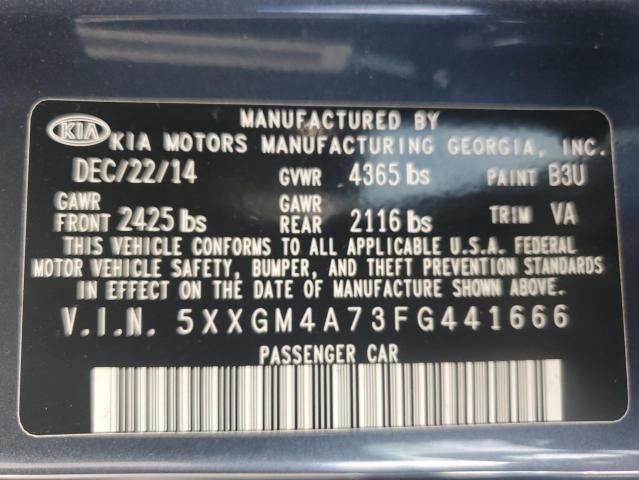 MANUFACTURED BY
KIA KIA MOTORS MANUFACTURING GEORGIA, INC.
DEC/22/14 GVWR 4365 lbs PAINT B3U
GAWR FRONT 2425 lbs GAWR REAR 2116 lbs TRIM VA
THIS VEHICLE CONFORMS TO ALL APPLICABLE U.S.A. FEDERAL
MOTOR VEHICLE SAFETY, BUMPER, AND THEFT PREVENTION STANDARDS
IN EFFECT ON THE DATE OF MANUFACTURE SHOWN ABOVE.
V.I.N. 5XXGM4A73FG441666
PASSENGER CAR